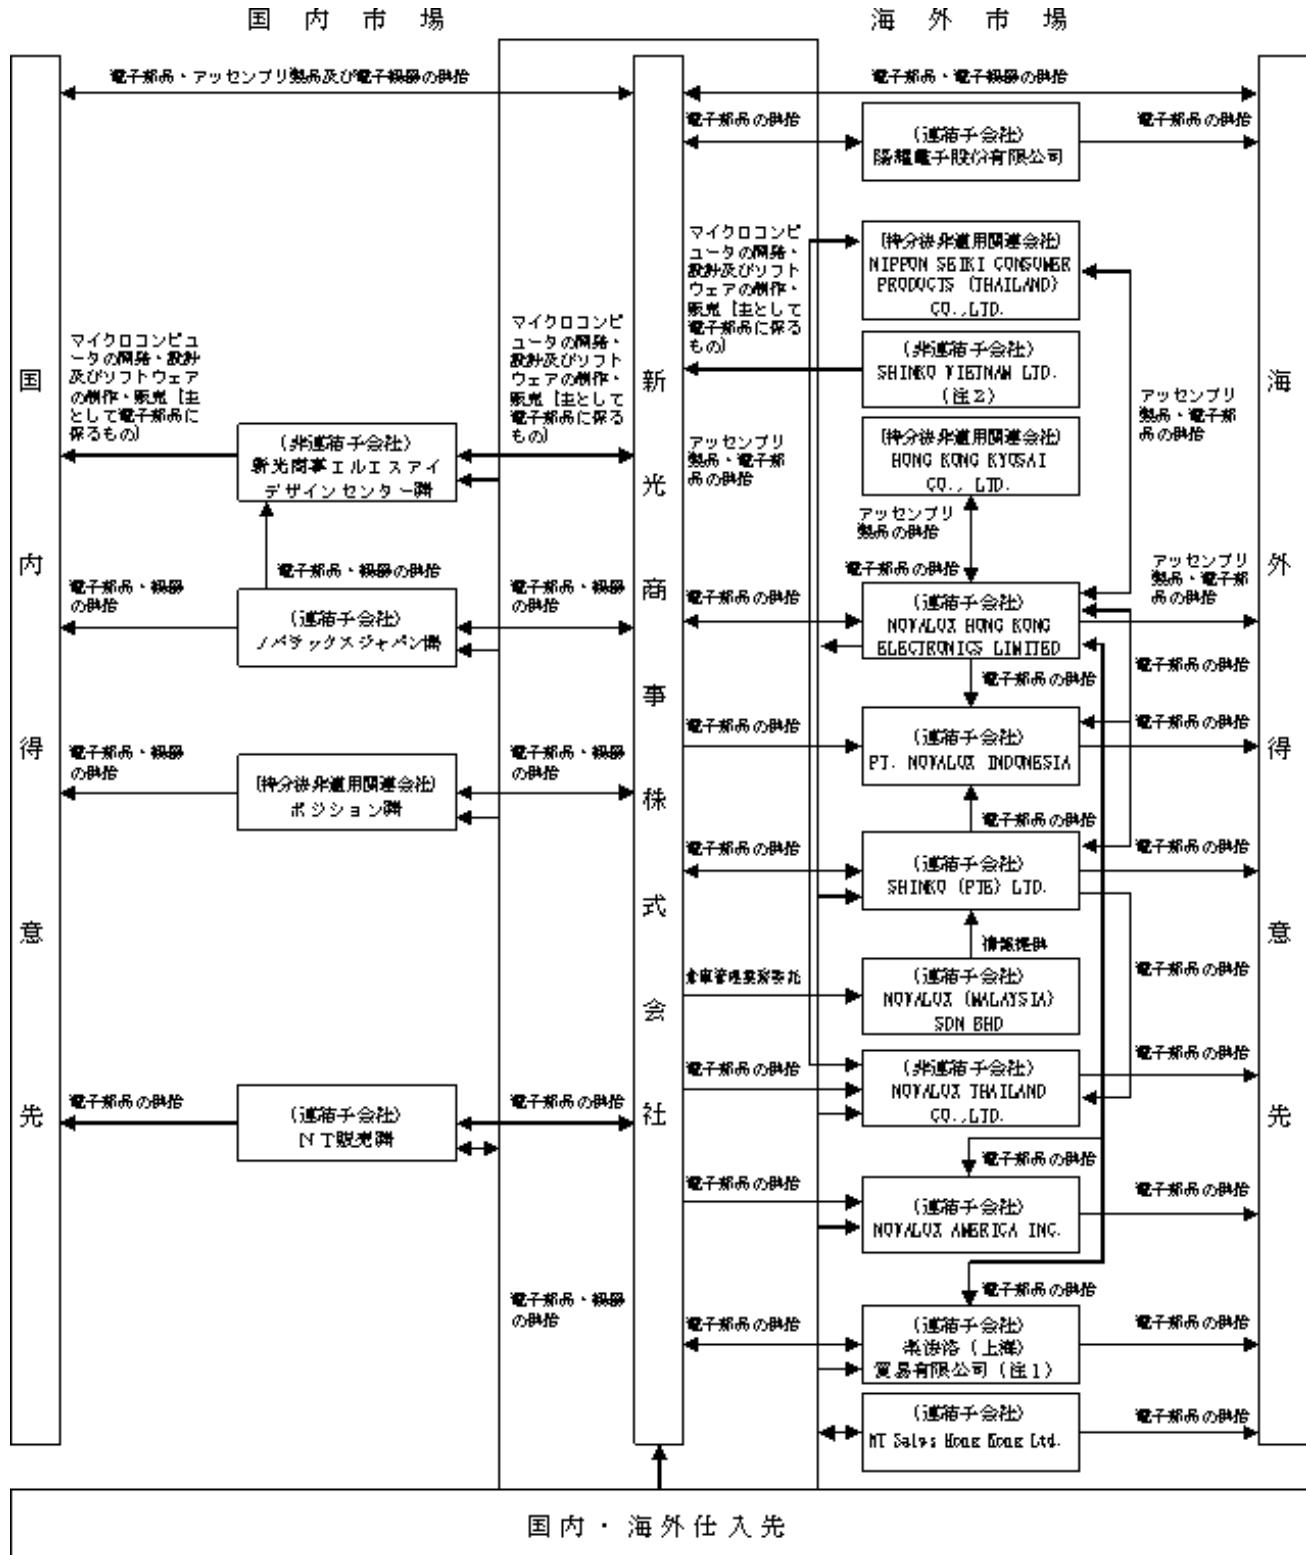 国内市場
海外市場
電子部品・アッセンブリ製品及び電子機器の供給
電子部品・電子機器の供給
電子部品の供給
(連結子会社)
陽耀電子股份有限公司
電子部品の供給
マイクロコンピ
ュータの開発・
設計及びソフト
ウェアの制作・
販売［主として
電子部品に係る
もの］
(持分法非適用関連会社)
NIPPON SEIKI CONSUMER
PRODUCTS (THAILAND)
CO.,LTD.
(非連結子会社)
SHINKO VIETNAM LTD.
(注2)
(持分法非適用関連会社)
HONG KONG KYOSAI
CO., LTD.
アッセンブリ
製品・電子部
品の供給
アッセンブリ
製品・電子部
品の供給
マイクロコンピュ
ータの開発・設計
及びソフトウェア
の制作・販売［主
として電子部品に
係るもの］
マイクロコンピ
ュータの開発・
設計及びソフト
ウェアの制作・
販売［主として
電子部品に係る
もの］
(非連結子会社)
新光商事エルエスアイ
デザインセンター㈱
電子部品・機器の供給
アッセンブリ
製品の供給
電子部品の供給
電子部品・機器
の供給
(連結子会社)
ノバラックスジャパン㈱
電子部品・機器
の供給
電子部品の供給
(連結子会社)
NOVALUX HONG KONG
ELECTRONICS LIMITED
アッセンブリ
製品・電子部
品の供給
電子部品の供給
電子部品の供給
電子部品の供給
(連結子会社)
PT. NOVALUX INDONESIA
電子部品の供給
電子部品・機器
の供給
(持分法非適用関連会社)
ポジション㈱
電子部品・機器
の供給
電子部品の供給
電子部品の供給
(連結子会社)
SHINKO (PTE) LTD.
電子部品の供給
情報提供
倉庫管理業務委託
(連結子会社)
NOVALUX (MALAYSIA)
SDN BHD
電子部品の供給
電子部品の供給
(非連結子会社)
NOVALUX THAILAND
CO.,LTD.
電子部品の供給
電子部品の供給
(連結子会社)
NT販売㈱
電子部品の供給
電子部品の供給
電子部品の供給
(連結子会社)
NOVALUX AMERICA INC.
電子部品の供給
電子部品の供給
電子部品・機器
の供給
電子部品の供給
(連結子会社)
楽法洛（上海）
貿易有限公司（注1）
電子部品の供給
(連結子会社)
NT Sales Hong Kong Ltd.
電子部品の供給
国内得意先
新光商事株式会社
海外得意先
国内・海外仕入先